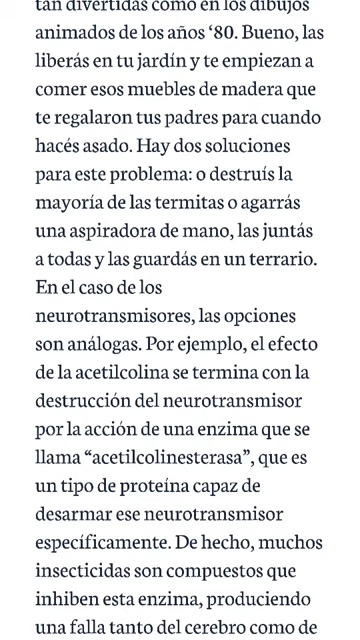 tan divertidas como en los dibujos
animados de los años ‘80. Bueno, las
liberás en tu jardín y te empiezan a
comer esos muebles de madera que
te regalaron tus padres para cuando
hacés asado. Hay dos soluciones
para este problema: o destruís la
mayoría de las termitas o agarrás
una aspiradora de mano, las juntás
a todas y las guardás en un terrario.
En el caso de los
neurotransmisores, las opciones
son análogas. Por ejemplo, el efecto
de la acetilcolina se termina con la
destrucción del neurotransmisor
por la acción de una enzima que se
llama “acetilcolinesterasa”, que es
un tipo de proteína capaz de
desarmar ese neurotransmisor
específicamente. De hecho, muchos
insecticidas son compuestos que
inhiben esta enzima, produciendo
una falla tanto del cerebro como de